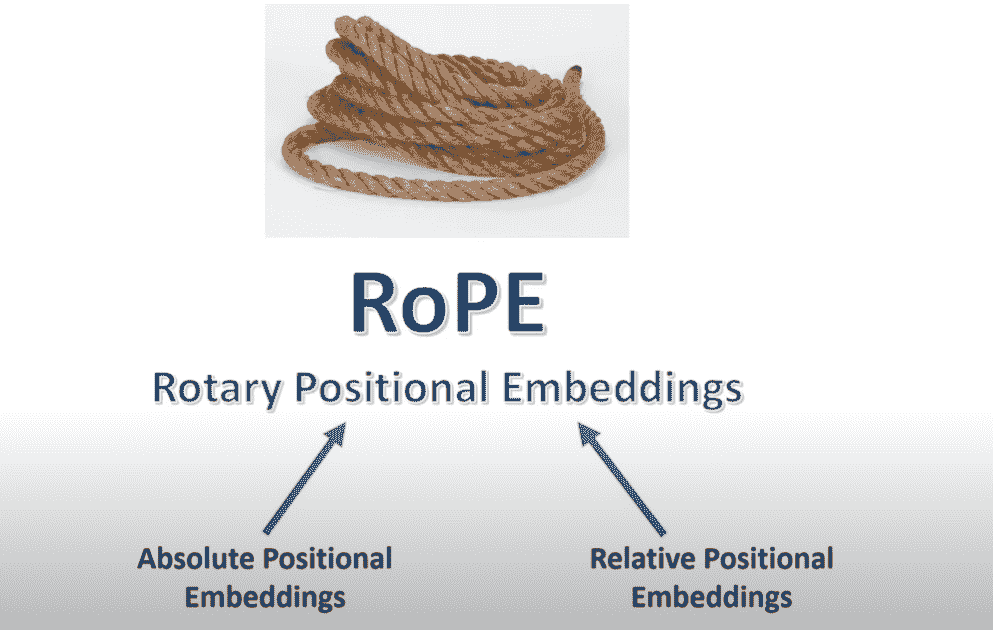 RoPE
Rotary Positional Embeddings
Absolute Positional
Embeddings
Relative Positional
Embeddings